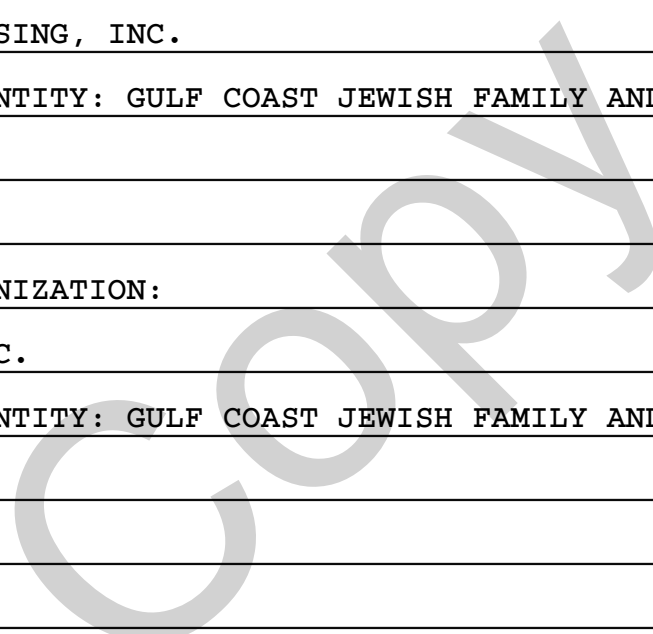 SING, INC.
NTITY: GULF COAST JEWISH FAMILY AND
NIZATION:
C.
NTITY: GULF COAST JEWISH FAMILY AND
Copy